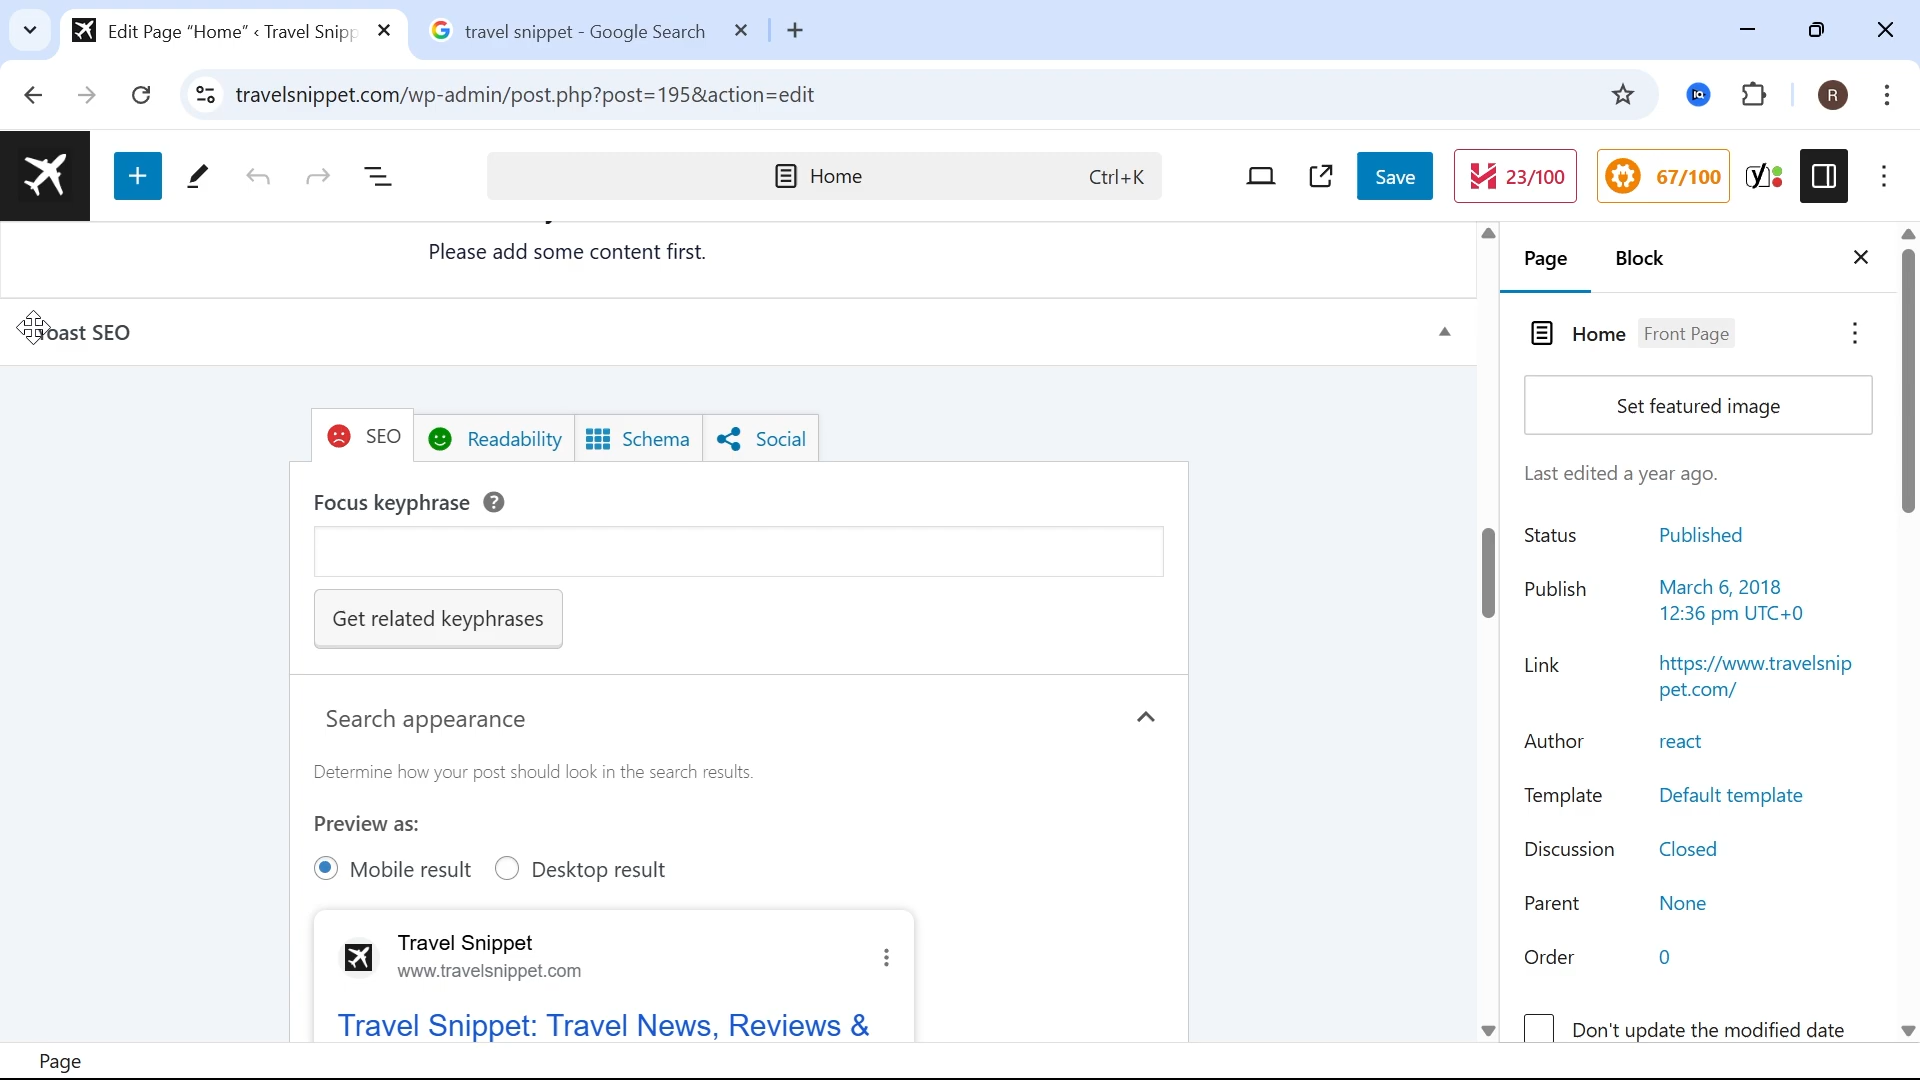 Edit Page “Home” ‹ Travel Snipp
travel snippet - Google Search
travelsnippet.com/wp-admin/post.php?post=195&action=edit
R
Home
Ctrl+K
Save
23/100
67/100
Please add some content first.
Page
Block
Yoast SEO
Home
Front Page
Set featured image
SEO
Readability
Schema
Social
Last edited a year ago.
Focus keyphrase
Status
Published
Publish
March 6, 2018
12:36 pm UTC+0
Get related keyphrases
Link
https://www.travelsnip
pet.com/
Search appearance
Author
react
Determine how your post should look in the search results.
Template
Default template
Preview as:
Mobile result
Desktop result
Discussion
Closed
Parent
None
Travel Snippet
www.travelsnippet.com
Order
0
Travel Snippet: Travel News, Reviews &
Don't update the modified date
Page